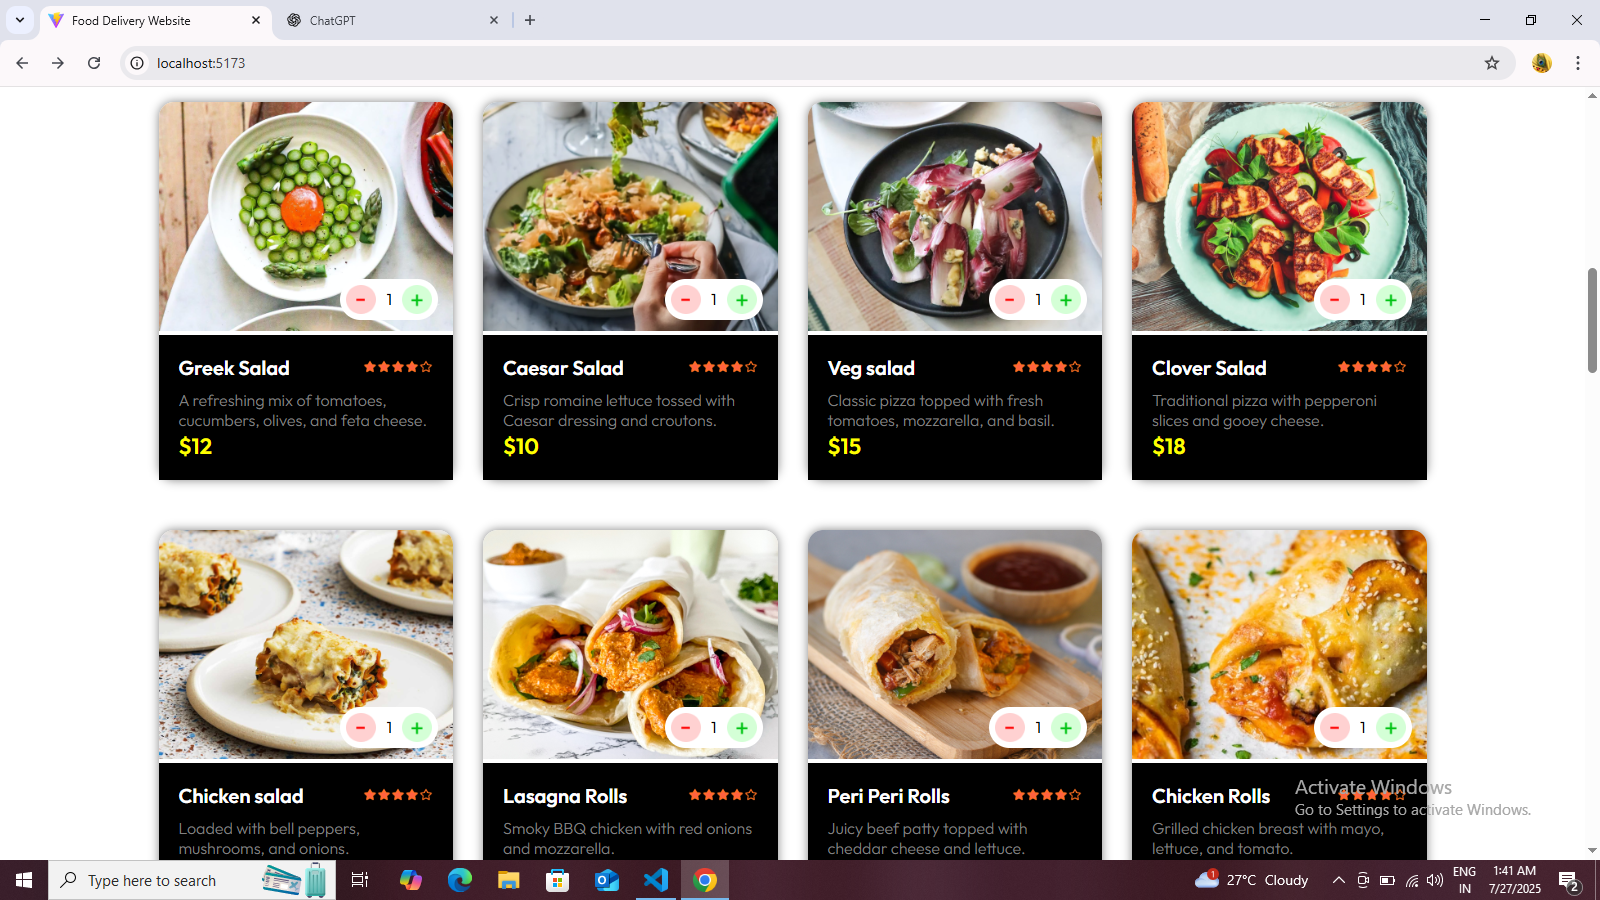 Food Delivery Website
ChatGPT
localhost:5173
1 1 1 1
Greek Salad
A refreshing mix of tomatoes,
cucumbers, olives, and feta cheese.
$12
Caesar Salad
Crisp romaine lettuce tossed with
Caesar dressing and croutons.
$10
Veg salad
Classic pizza topped with fresh
tomatoes, mozzarella, and basil.
$15
Clover Salad
Traditional pizza with pepperoni
slices and gooey cheese.
$18
1 1 1 1
Chicken salad
Loaded with bell peppers,
mushrooms, and onions.
Lasagna Rolls
Smoky BBQ chicken with red onions
and mozzarella.
Peri Peri Rolls
Juicy beef patty topped with
cheddar cheese and lettuce.
Chicken Rolls
Grilled chicken breast with mayo,
lettuce, and tomato.
Activate Windows
Go to Settings to activate Windows.
Type here to search
1
27°C Cloudy
ENG
IN
1:41 AM
7/27/2025
2